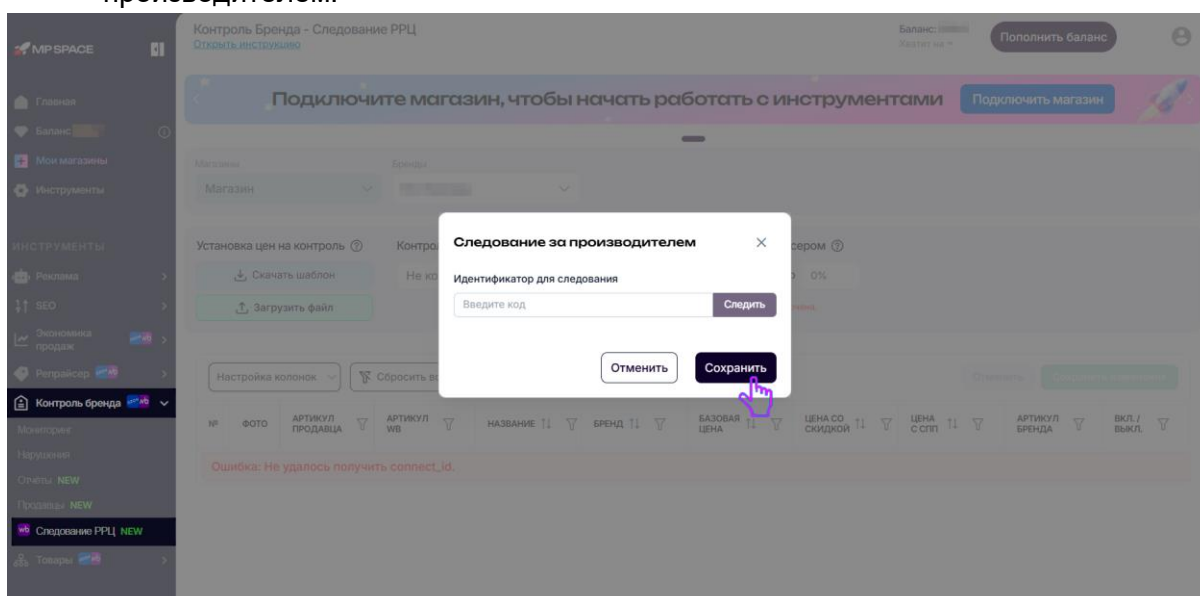 Контроль Бренда - Следование РРЦ
Открыть инструкцию
Баланс:
Хватит на
Пополнить баланс
MPSPACE
Подключите магазин, чтобы начать работать с инструментами
Подключить магазин
Главная
Баланс
Мои магазины
Инструменты
Магазин
Бренды
Магазин
ИНСТРУМЕНТЫ
Реклама
SEO
Экономика
продаж
Репрайсер
Контроль бренда
Мониторинг
Нарушения
Отчёты NEW
Продавцы NEW
Следование РРЦ NEW
Товары
Установка цен на контроль
Скачать шаблон
Загрузить файл
0%
Следование за производителем
Идентификатор для следования
Введите код
Следить
Отменить
Сохранить
Настройка колонок
Сбросить
№ ФОТО АРТИКУЛ ПРОДАВЦА АРТИКУЛ WB НАЗВАНИЕ БРЕНД БАЗОВАЯ ЦЕНА ЦЕНА СО СКИДКОЙ ЦЕНА С СПП АРТИКУЛ БРЕНДА ВКЛ./ ВЫКЛ.
Ошибка: Не удалось получить connect_id.